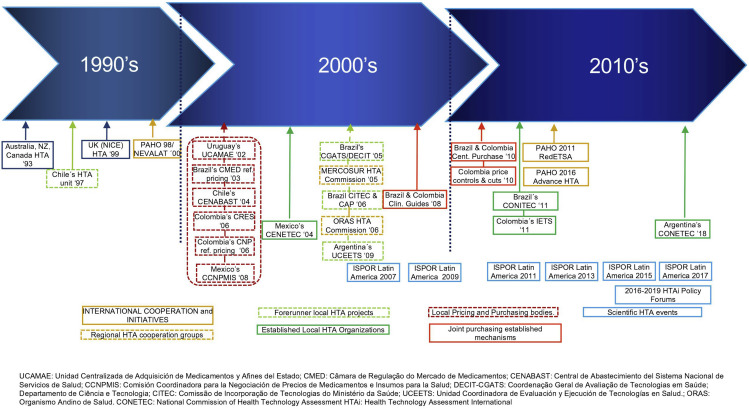 1990's
2000's
2010's
Australia, NZ,
Canada HTA
'93
Chile's HTA
unit '97
UK (NICE)
HTA '99
PAHO 98/
NEVALAT '00
Uruguay's
UCAMAE '02
Brazil's CMED ref
pricing '03
Chile's
CENABAST '04
Colombia's CRES
'06
Colombia's CNP
ref. pricing '06
Mexico's
CCNPMIS '08
Mexico's
CENETEC '04
Brazil's
CGATS/DECIT '05
MERCOSUR HTA
Commission '05
Brazil CITEC &
CAP '06
ORAS HTA
Commission '06
Argentina´s
UCEETS '09
Brazil & Colombia
Clin. Guides '08
Brazil & Colombia
Cent. Purchase '10
Colombia price
controls & cuts '10
Brazil's
CONITEC '11
Colombia's IETS
'11
PAHO 2011
RedETSA
PAHO 2016
Advance HTA
Argentina's
CONETEC '18
ISPOR Latin
America 2007
ISPOR Latin
America 2009
ISPOR Latin
America 2011
ISPOR Latin
America 2013
ISPOR Latin
America 2015
ISPOR Latin
America 2017
2016-2019 HTAi Policy
Forums
INTERNATIONAL COOPERATION and
INITIATIVES
Regional HTA cooperation groups
Forerunner local HTA projects
Established Local HTA Organizations
Local Pricing and Purchasing bodies.
Joint purchasing established
mechanisms
Scientific HTA events
UCAMAE: Unidad Centralizada de Adquisición de Medicamentos y Afines del Estado; CMED: Câmara de Regulação do Mercado de Medicamentos; CENABAST: Central de Abastecimiento del Sistema Nacional de
Servicios de Salud; CCNPMIS: Comisión Coordinadora para la Negociación de Precios de Medicamentos e Insumos para la Salud; DECIT-CGATS: Coordenação Geral de Avaliação de Tecnologias em Saúde;
Departamento de Ciência e Tecnologia; CITEC: Comissão de Incorporação de Tecnologias do Ministério da Saúde; UCEETS: Unidad Coordinadora de Evaluación y Ejecución de Tecnologías en Salud.; ORAS:
Organismo Andino de Salud. CONETEC: National Commission of Health Technology Assessment HTAi: Health Technology Assessment International